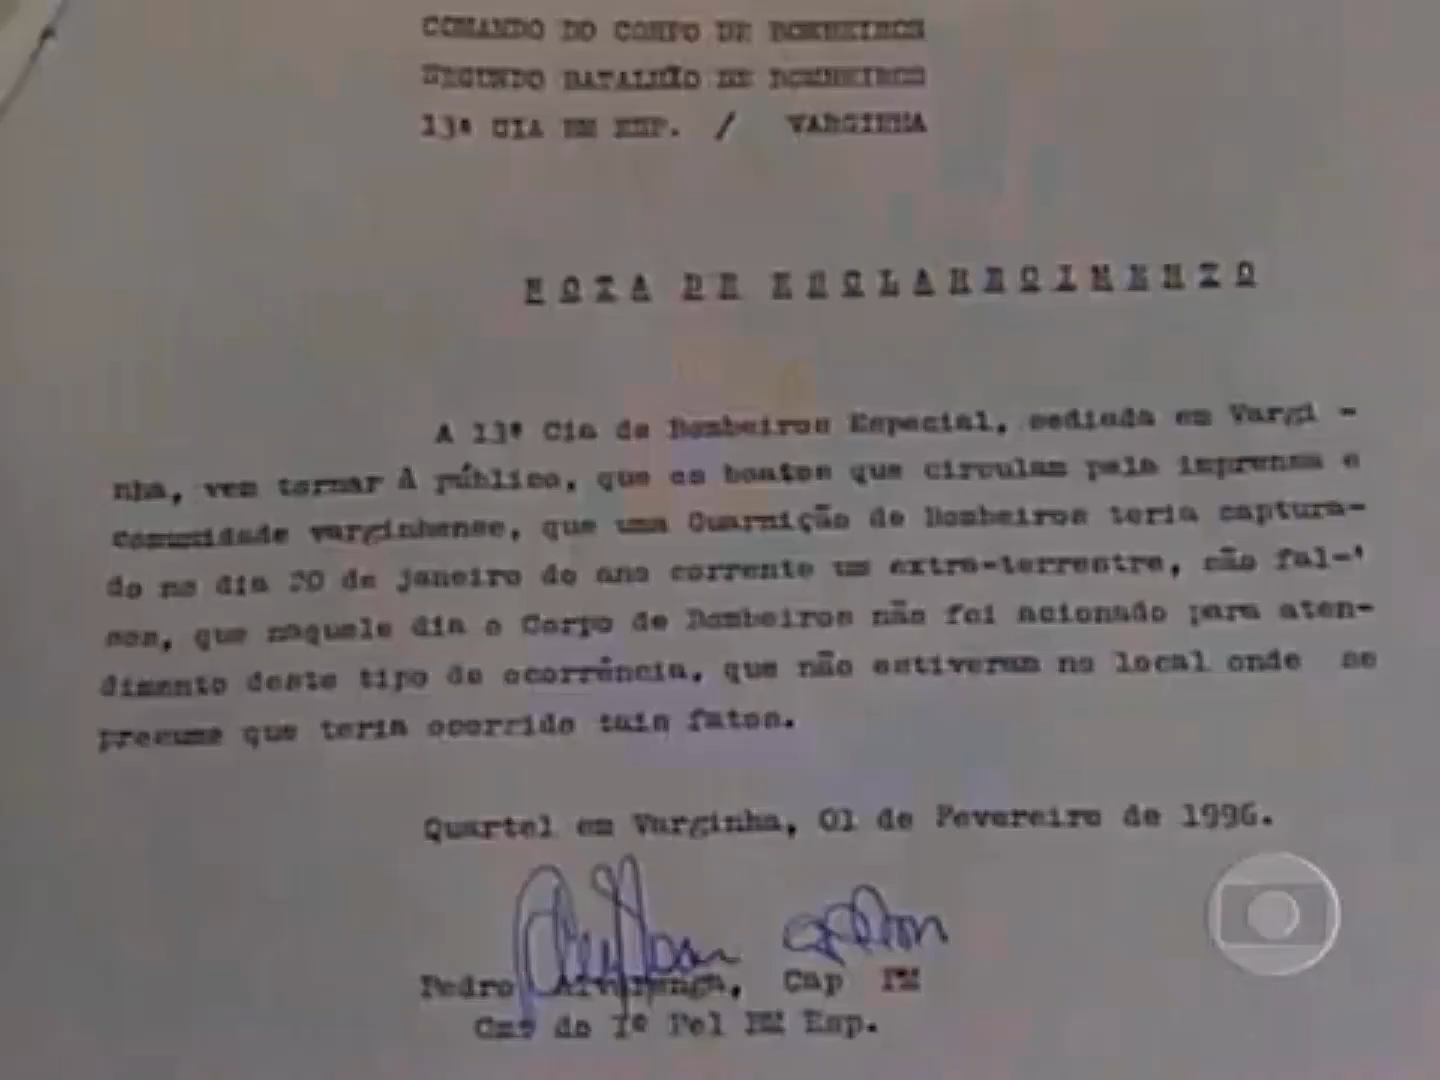 COMANDO DO CORPO DE BOMBEIROS
SEGUNDO BATALHÃO DE BOMBEIROS
13ª CIA BM ESP. / VARGINHA
NOTA DE ESCLARECIMENTO
A 13ª Cia de Bombeiros Especial, sediada em Vargi -
nha, vem tornar à público, que os boatos que circulam pela imprensa e
Comunidade varginhense, que uma Guarnição de Bombeiros teria captura-
do no dia 20 de janeiro do ano corrente um extra-terrestre, são fal-'
sos, que naquele dia o Corpo de Bombeiros não foi acionado para aten-
dimento deste tipo de ocorrência, que não estiveram no local onde se
presume que teria ocorrido tais fatos.
Quartel em Varginha, 01 de Fevereiro de 1996.
Pedro Alvarenga, Cap PM
Cmt do 1º Pel BM Esp.